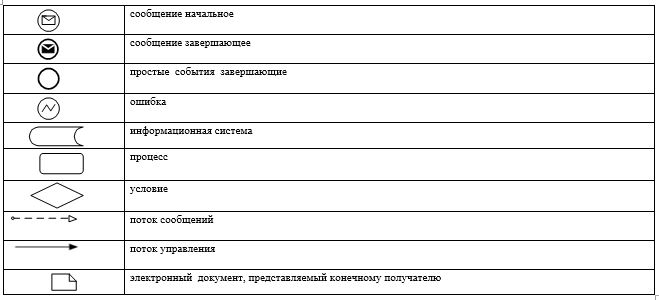 сообщение начальное
сообщение завершающее
простые события завершающие
ошибка
информационная система
процесс
условие
поток сообщений
поток управления
электронный документ, представляемый конечному получателю